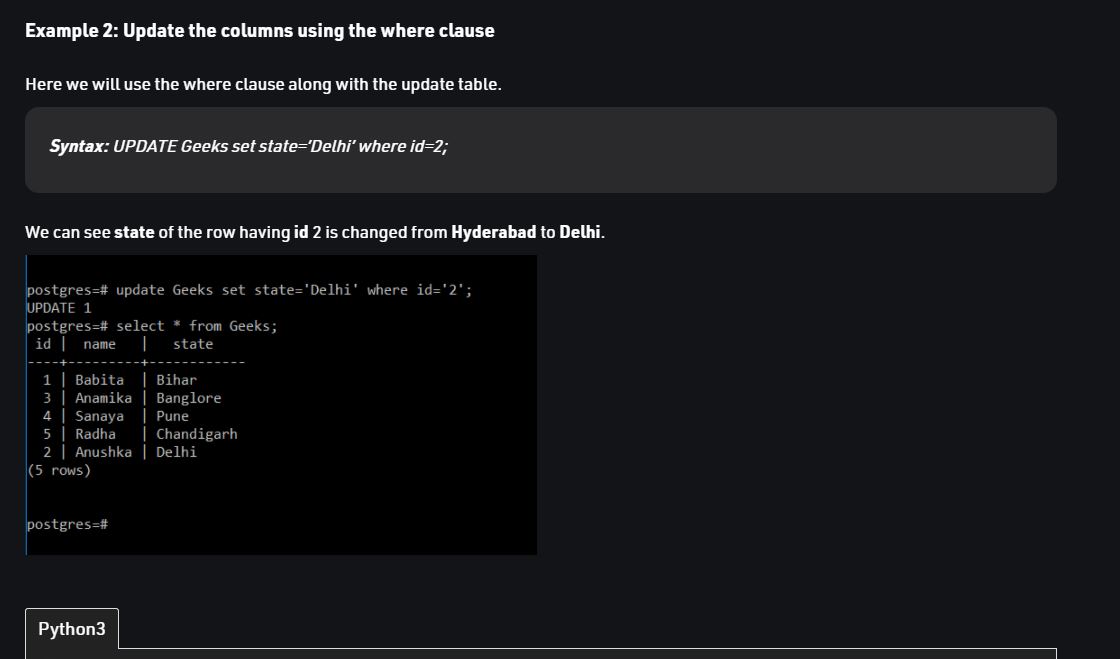 Example 2: Update the columns using the where clause
Here we will use the where clause along with the update table.
Syntax: UPDATE Geeks set state='Delhi' where id=2;
We can see state of the row having id 2 is changed from Hyderabad to Delhi.
postgres=# update Geeks set state='Delhi' where id='2';
UPDATE 1
postgres=# select * from Geeks;
 id |  name   |   state
----+---------+------------
  1 | Babita  | Bihar
  3 | Anamika | Banglore
  4 | Sanaya  | Pune
  5 | Radha   | Chandigarh
  2 | Anushka | Delhi
(5 rows)
postgres=#
Python3